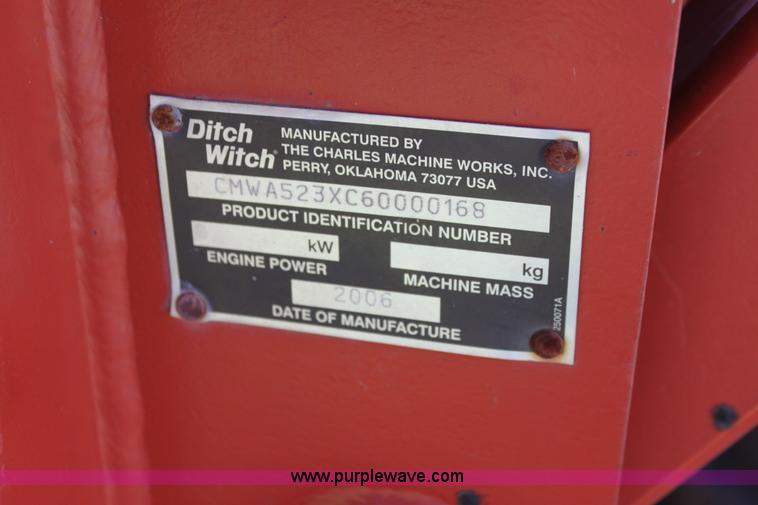 Ditch Witch®
MANUFACTURED BY
THE CHARLES MACHINE WORKS, INC.
PERRY, OKLAHOMA 73077 USA
CMWA523XC60000168
PRODUCT IDENTIFICATION NUMBER
kW
ENGINE POWER
kg
MACHINE MASS
2006
DATE OF MANUFACTURE
250071A
www.purplewave.com